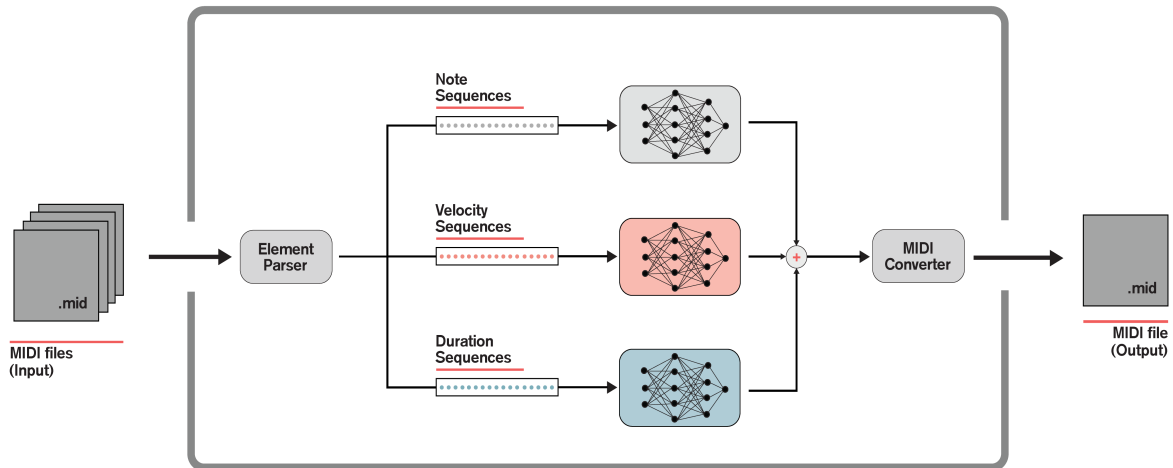 .mid
MIDI files
(Input)
Element
Parser
Note
Sequences
Velocity
Sequences
Duration
Sequences
+
MIDI
Converter
.mid
MIDI file
(Output)